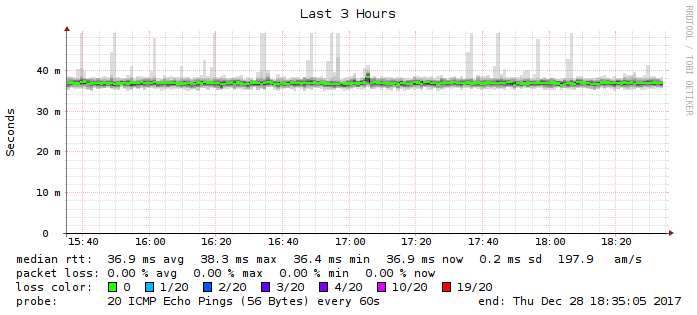 Last 3 Hours
RRDTOOL / TOBI OETIKER
Seconds
40 m
30 m
20 m
10 m
0
15:40 16:00 16:20 16:40 17:00 17:20 17:40 18:00 18:20
median rtt: 36.9 ms avg 38.3 ms max 36.4 ms min 36.9 ms now 0.2 ms sd 197.9 am/s
packet loss: 0.00 % avg 0.00 % max 0.00 % min 0.00 % now
loss color: 0 1/20 2/20 3/20 4/20 10/20 19/20
probe: 20 ICMP Echo Pings (56 Bytes) every 60s end: Thu Dec 28 18:35:05 2017